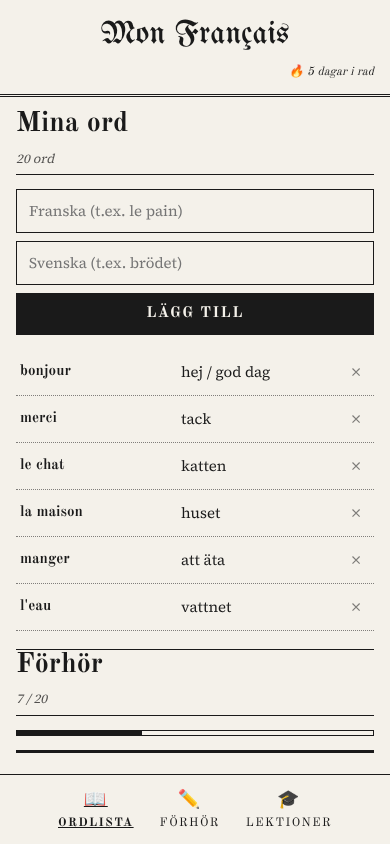 Mon Français
🔥 5 dagar i rad
Mina ord
20 ord
Franska (t.ex. le pain)
Svenska (t.ex. brödet)
LÄGG TILL
bonjour hej / god dag ×
merci tack ×
le chat katten ×
la maison huset ×
manger att äta ×
l'eau vattnet ×
Förhör
7 / 20
ORDLISTA FÖRHÖR LEKTIONER